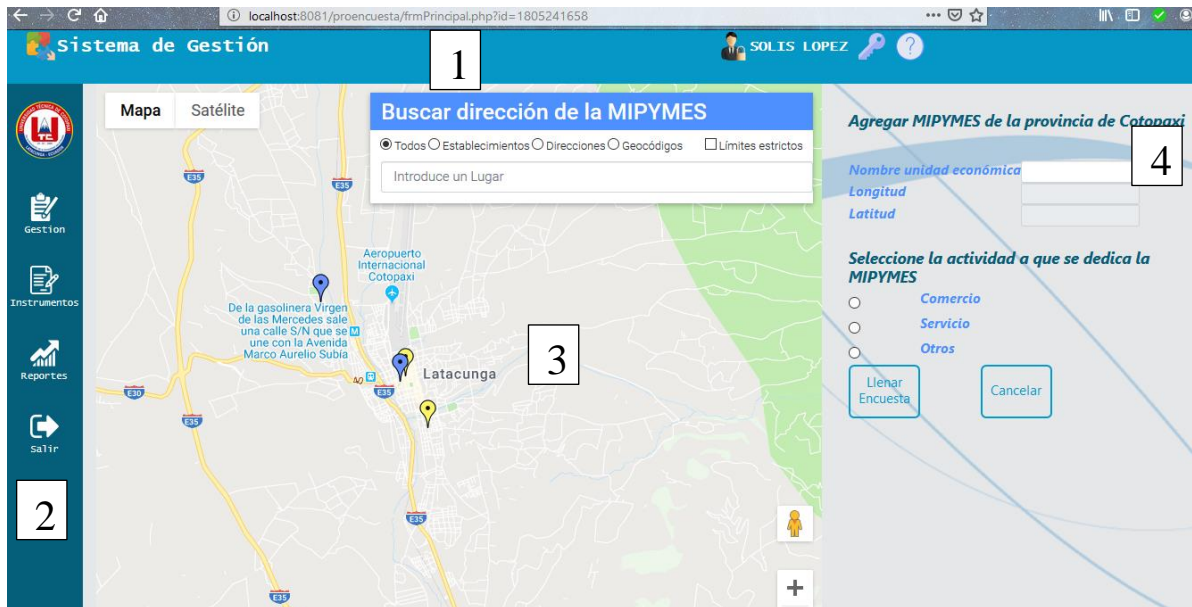 localhost:8081/proencuesta/frmPrincipal.php?id=1805241658
Sistema de Gestión
SOLIS LOPEZ
?
1
Mapa
Satélite
Buscar dirección de la MIPYMES
Todos Establecimientos Direcciones Geocódigos Límites estrictos
Introduce un Lugar
Agregar MIPYMES de la provincia de Cotopaxi
4
Nombre unidad económica
Longitud
Latitud
Seleccione la actividad a que se dedica la
MIPYMES
Comercio
Servicio
Otros
Llenar
Encuesta
Cancelar
Gestion
Instrumentos
Reportes
Salir
2
E35
E35
Aeropuerto
Internacional
Cotopaxi
De la gasolinera Virgen
de las Mercedes sale
una calle S/N que se
une con la Avenida
Marco Aurelio Subía
3
Latacunga
E30
E35
E35
E35
E35
+